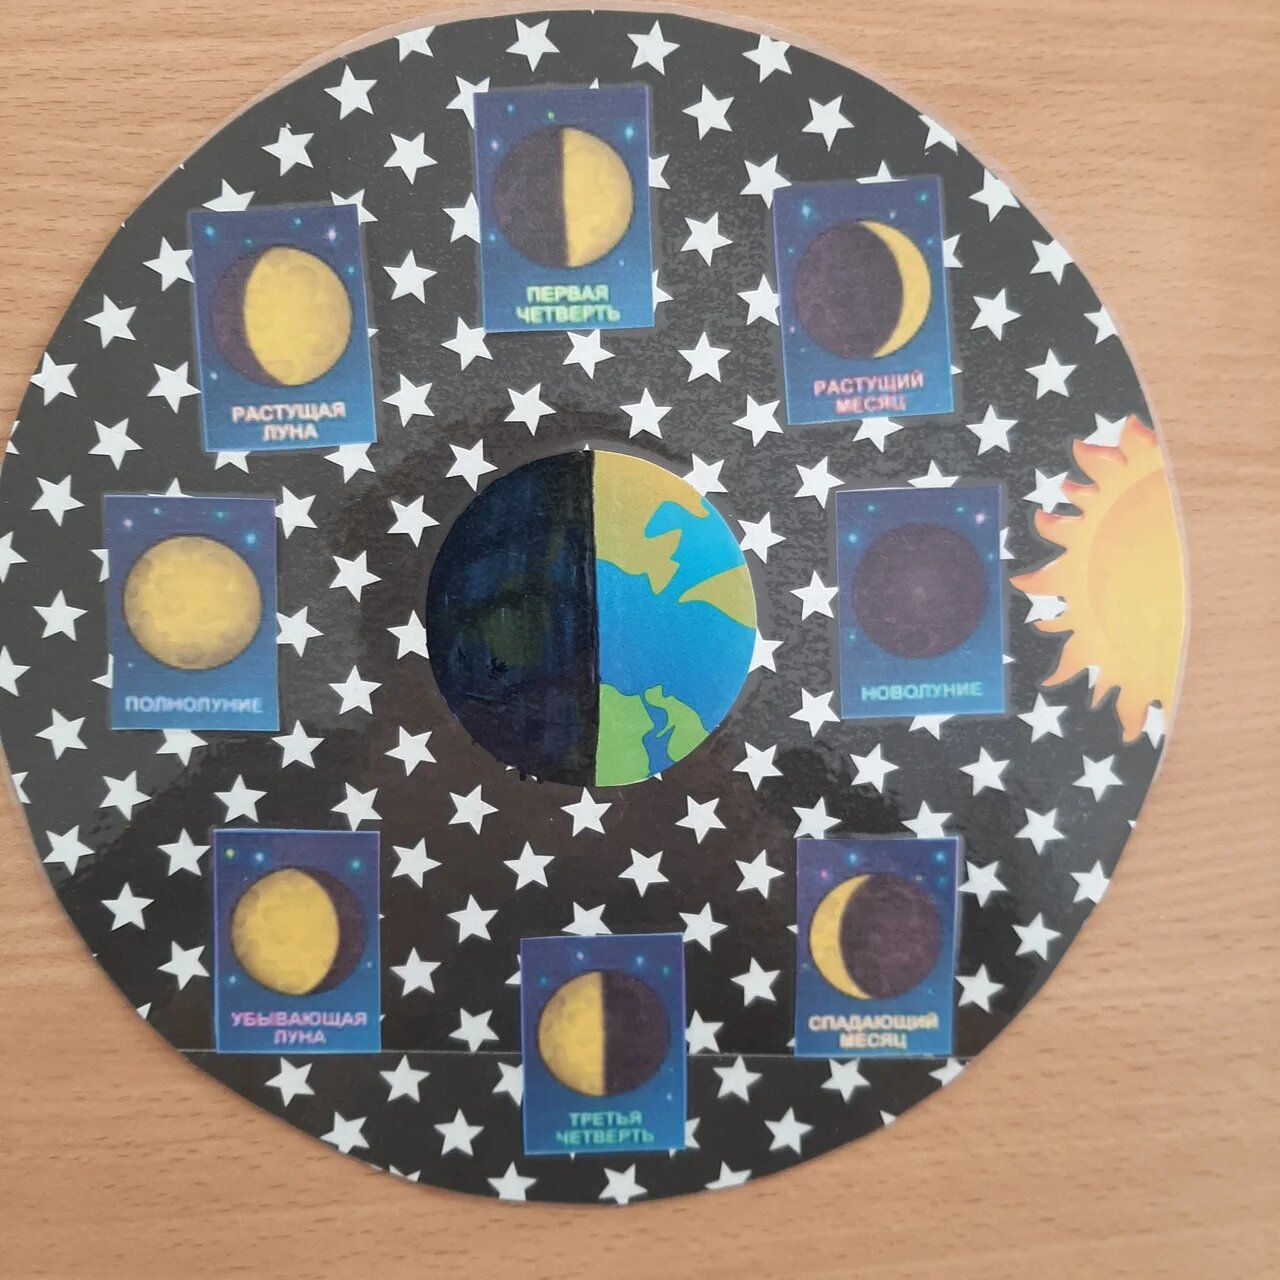 ПЕРВАЯ
ЧЕТВЕРТЬ
РАСТУЩИЙ
МЕСЯЦ
РАСТУЩАЯ
ЛУНА
ПОЛНОЛУНИЕ
НОВОЛУНИЕ
УБЫВАЮЩАЯ
ЛУНА
СПАДАЮЩИЙ
МЕСЯЦ
ТРЕТЬЯ
ЧЕТВЕРТЬ